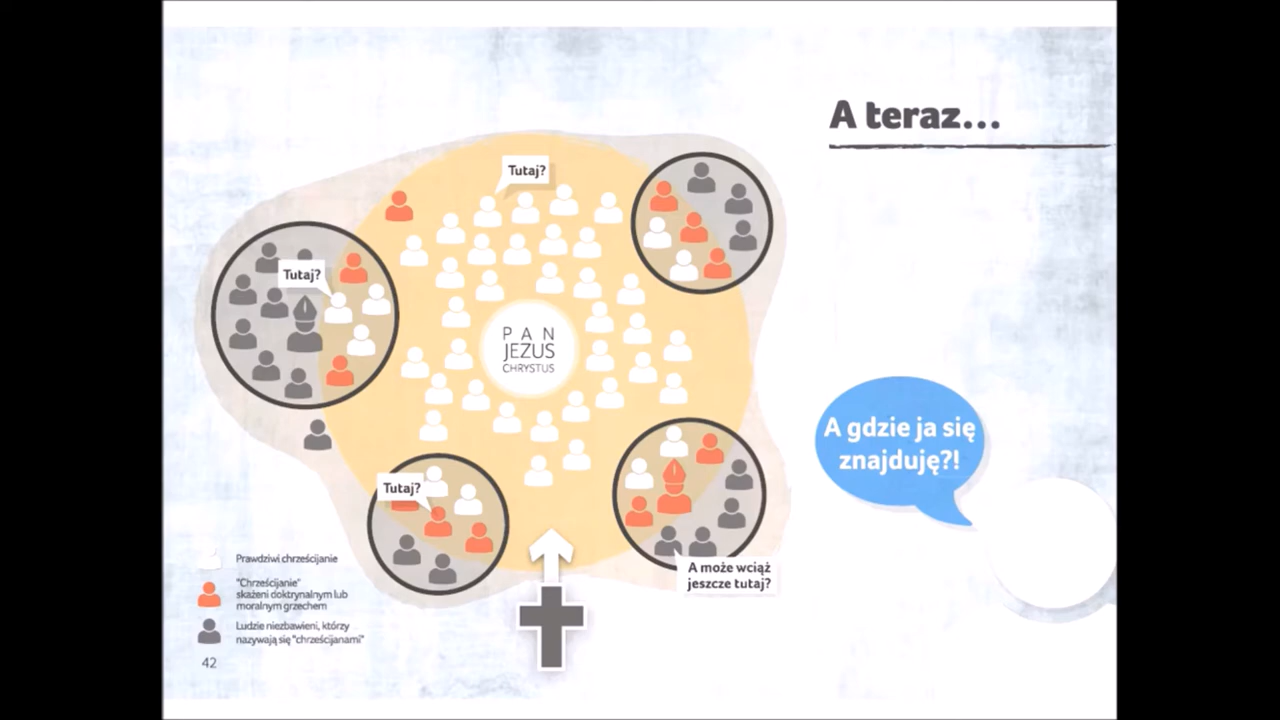 A teraz...
Tutaj?
Tutaj?
PAN
JEZUS
CHRYSTUS
A gdzie ja się
znajduję?!
Tutaj?
A może wciąż
jeszcze tutaj?
Prawdziwi chrześcijanie
"Chrześcijanie"
skażeni doktrynalnym lub
moralnym grzechem
Ludzie niezbawieni, którzy
nazywają się "chrześcijanami"
42